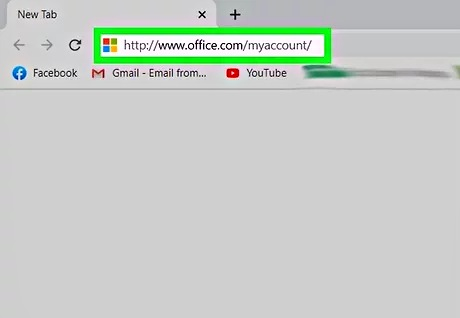 New Tab
http://www.office.com/myaccount/
Facebook
Gmail - Email from...
YouTube